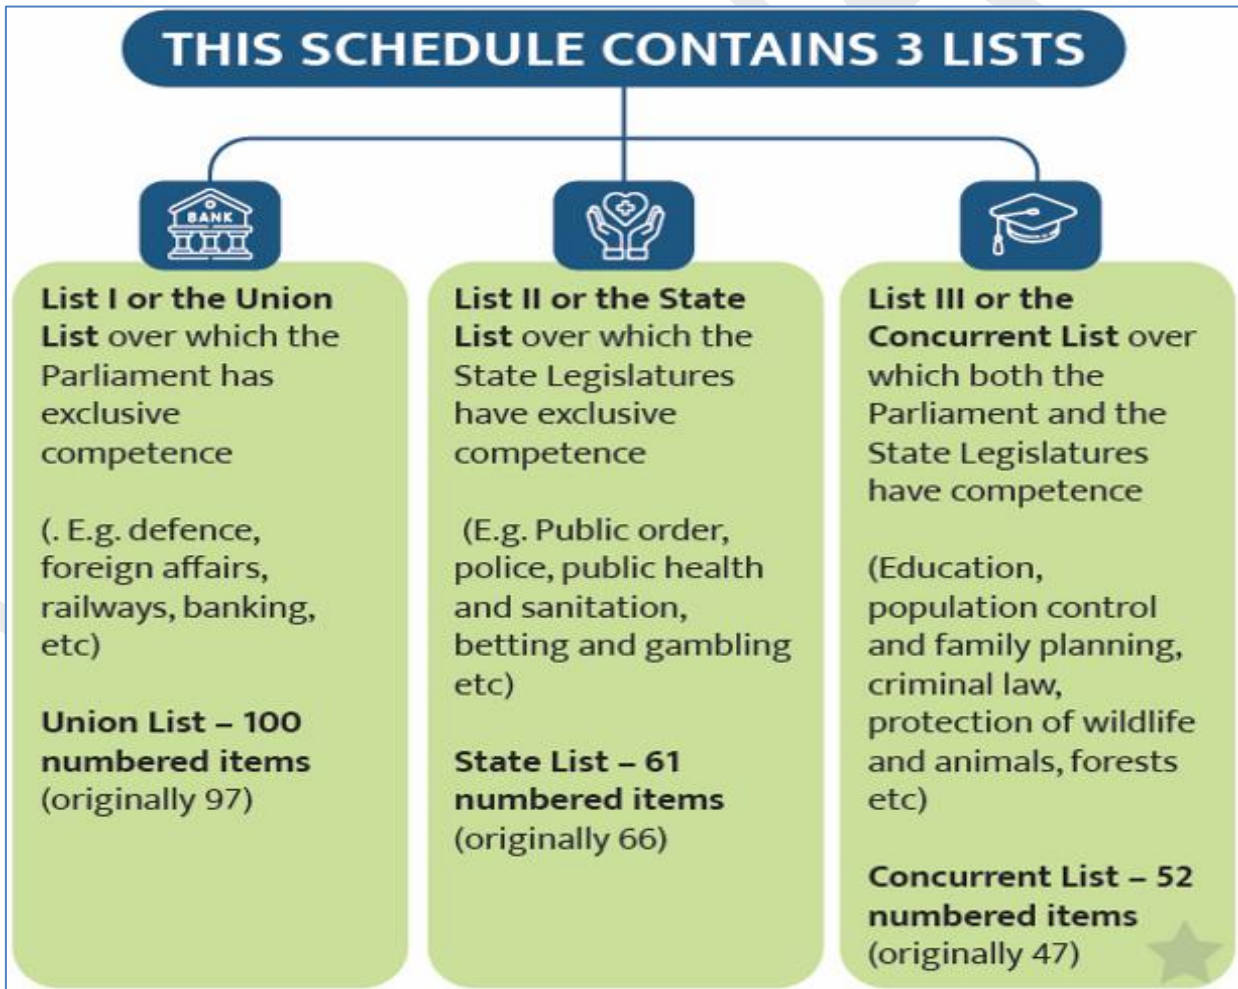 THIS SCHEDULE CONTAINS 3 LISTS
BANK
List I or the Union
List over which the
Parliament has
exclusive
competence
(. E.g. defence,
foreign affairs,
railways, banking,
etc)
Union List – 100
numbered items
(originally 97)
List II or the State
List over which the
State Legislatures
have exclusive
competence
(E.g. Public order,
police, public health
and sanitation,
betting and gambling
etc)
State List – 61
numbered items
(originally 66)
List III or the
Concurrent List over
which both the
Parliament and the
State Legislatures
have competence
(Education,
population control
and family planning,
criminal law,
protection of wildlife
and animals, forests
etc)
Concurrent List – 52
numbered items
(originally 47)